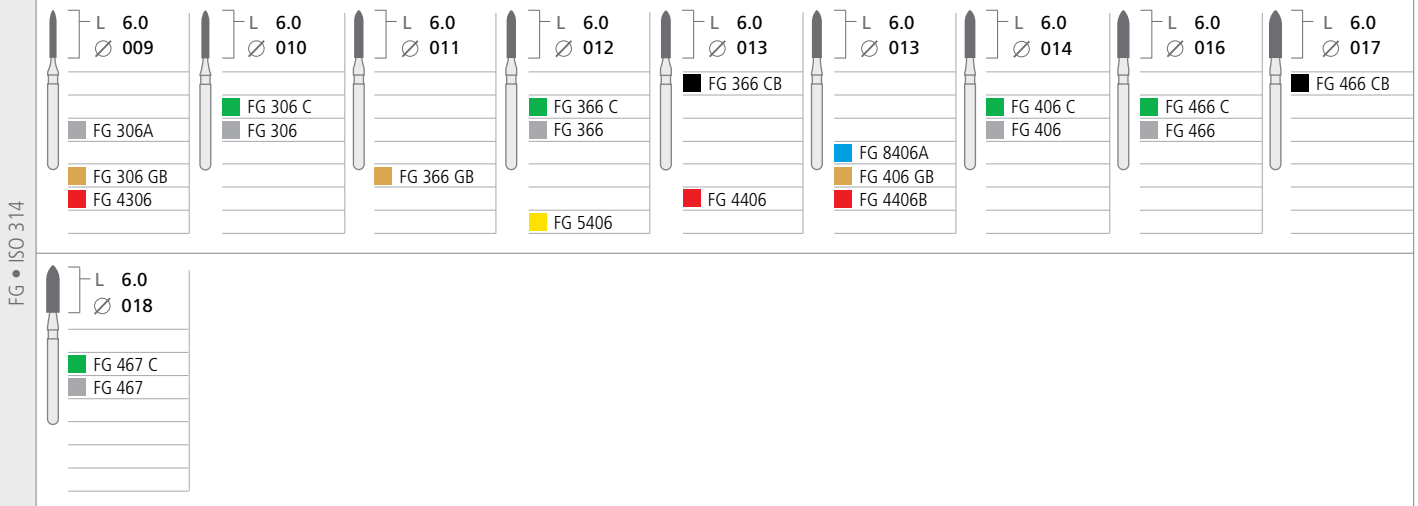 FG • ISO 314
L 6.0
∅ 009
FG 306A
FG 306 GB
FG 4306
L 6.0
∅ 010
FG 306 C
FG 306
L 6.0
∅ 011
FG 366 GB
L 6.0
∅ 012
FG 366 C
FG 366
FG 5406
L 6.0
∅ 013
FG 366 CB
FG 4406
L 6.0
∅ 013
FG 8406A
FG 406 GB
FG 4406B
L 6.0
∅ 014
FG 406 C
FG 406
L 6.0
∅ 016
FG 466 C
FG 466
L 6.0
∅ 017
FG 466 CB
L 6.0
∅ 018
FG 467 C
FG 467